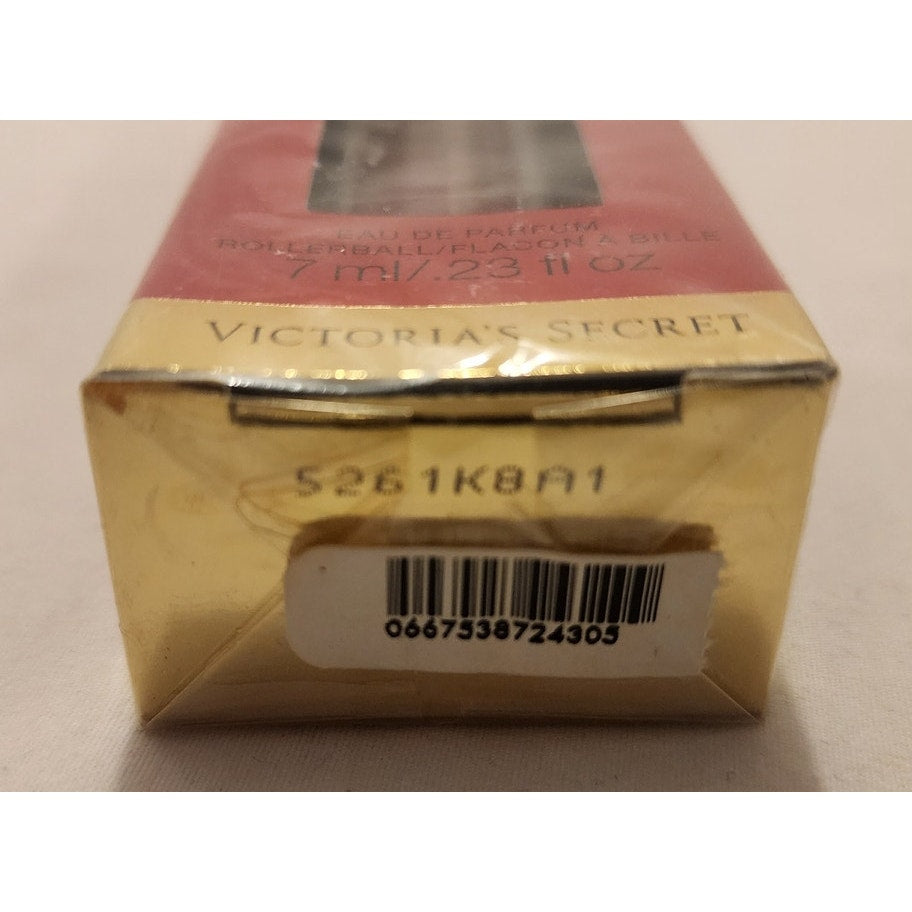 EAU DE PARFUM
ROLLERBALL/FLACON À BILLE
7 ml/.23 fl oz
VICTORIA'S SECRET
5261K8A1
0667538724305